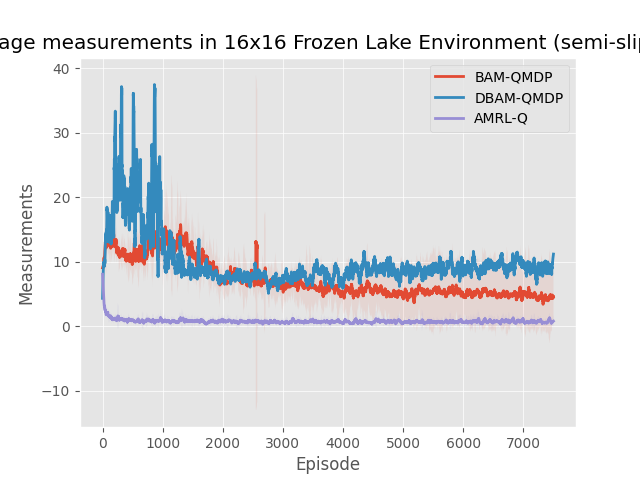 age measurements in 16x16 Frozen Lake Environment (semi-slip
40
30
20
10
0
−10
Measurements
BAM-QMDP
DBAM-QMDP
AMRL-Q
0 1000 2000 3000 4000 5000 6000 7000
Episode